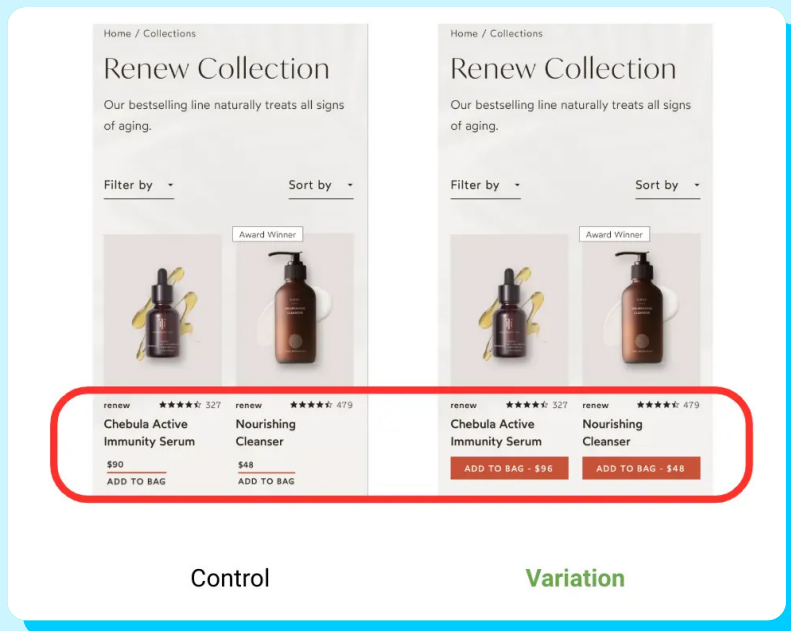 Home / Collections
Renew Collection
Our bestselling line naturally treats all signs
of aging.
Filter by
Sort by
Award Winner
renew
327
Chebula Active
Immunity Serum
$90
ADD TO BAG
renew
479
Nourishing
Cleanser
$48
ADD TO BAG
Home / Collections
Renew Collection
Our bestselling line naturally treats all signs
of aging.
Filter by
Sort by
Award Winner
renew
327
Chebula Active
Immunity Serum
ADD TO BAG - $96
renew
479
Nourishing
Cleanser
ADD TO BAG - $48
Control
Variation